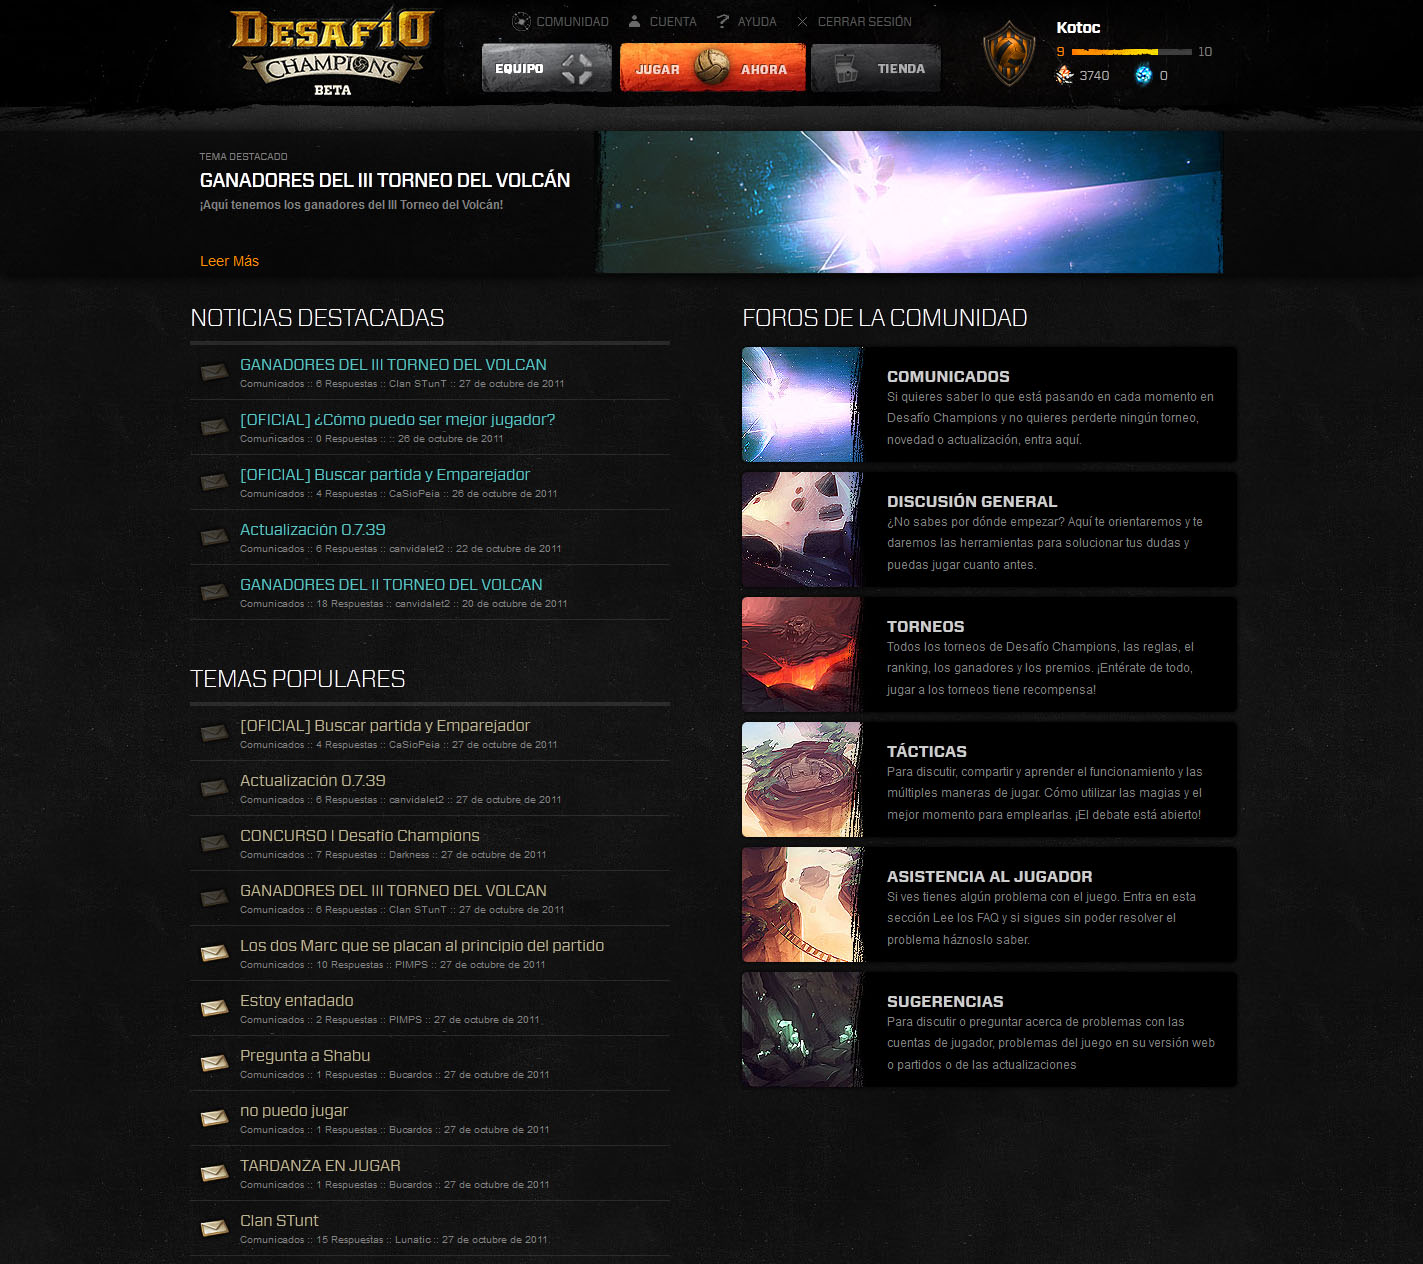 DESAFÍO
CHAMPIONS
BETA
COMUNIDAD
CUENTA
AYUDA
CERRAR SESIÓN
EQUIPO
JUGAR AHORA
TIENDA
Kotoc
9 10
3740 0
TEMA DESTACADO
GANADORES DEL III TORNEO DEL VOLCÁN
¡Aquí tenemos los ganadores del III Torneo del Volcán!
Leer Más
NOTICIAS DESTACADAS
GANADORES DEL III TORNEO DEL VOLCAN
Comunicados :: 6 Respuestas :: Clan STunT :: 27 de octubre de 2011
[OFICIAL] ¿Cómo puedo ser mejor jugador?
Comunicados :: 0 Respuestas :: :: 26 de octubre de 2011
[OFICIAL] Buscar partida y Emparejador
Comunicados :: 4 Respuestas :: CaSioPeia :: 26 de octubre de 2011
Actualización 0.7.39
Comunicados :: 6 Respuestas :: canvidalet2 :: 22 de octubre de 2011
GANADORES DEL II TORNEO DEL VOLCAN
Comunicados :: 18 Respuestas :: canvidalet2 :: 20 de octubre de 2011
TEMAS POPULARES
[OFICIAL] Buscar partida y Emparejador
Comunicados :: 4 Respuestas :: CaSioPeia :: 27 de octubre de 2011
Actualización 0.7.39
Comunicados :: 6 Respuestas :: canvidalet2 :: 27 de octubre de 2011
CONCURSO | Desafío Champions
Comunicados :: 7 Respuestas :: Darkness :: 27 de octubre de 2011
GANADORES DEL III TORNEO DEL VOLCAN
Comunicados :: 6 Respuestas :: Clan STunT :: 27 de octubre de 2011
Los dos Marc que se placan al principio del partido
Comunicados :: 10 Respuestas :: PIMPS :: 27 de octubre de 2011
Estoy enfadado
Comunicados :: 2 Respuestas :: PIMPS :: 27 de octubre de 2011
Pregunta a Shabu
Comunicados :: 1 Respuestas :: Bucardos :: 27 de octubre de 2011
no puedo jugar
Comunicados :: 1 Respuestas :: Bucardos :: 27 de octubre de 2011
TARDANZA EN JUGAR
Comunicados :: 1 Respuestas :: Bucardos :: 27 de octubre de 2011
Clan STunt
Comunicados :: 15 Respuestas :: Lunatic :: 27 de octubre de 2011
FOROS DE LA COMUNIDAD
COMUNICADOS
Si quieres saber lo que está pasando en cada momento en
Desafío Champions y no quieres perderte ningún torneo,
novedad o actualización, entra aquí.
DISCUSIÓN GENERAL
¿No sabes por dónde empezar? Aquí te orientaremos y te
daremos las herramientas para solucionar tus dudas y
puedas jugar cuanto antes.
TORNEOS
Todos los torneos de Desafío Champions, las reglas, el
ranking, los ganadores y los premios. ¡Entérate de todo,
jugar a los torneos tiene recompensa!
TÁCTICAS
Para discutir, compartir y aprender el funcionamiento y las
múltiples maneras de jugar. Cómo utilizar las magias y el
mejor momento para emplearlas. ¡El debate está abierto!
ASISTENCIA AL JUGADOR
Si ves tienes algún problema con el juego. Entra en esta
sección Lee los FAQ y si sigues sin poder resolver el
problema háznoslo saber.
SUGERENCIAS
Para discutir o preguntar acerca de problemas con las
cuentas de jugador, problemas del juego en su versión web
o partidos o de las actualizaciones